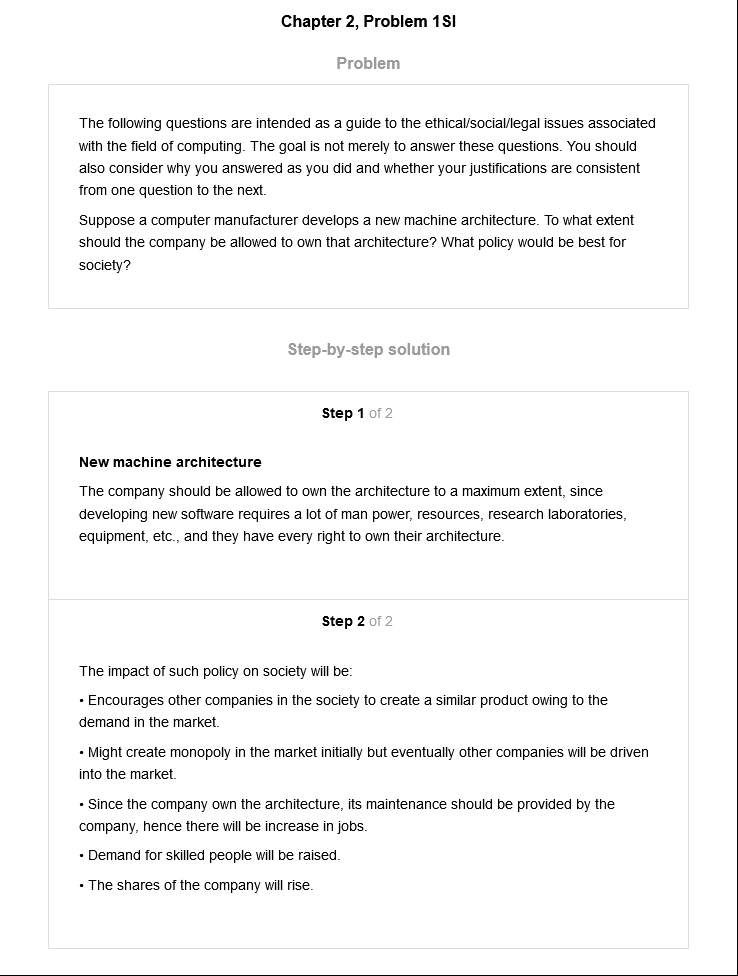 Chapter 2, Problem 1SI
Problem
The following questions are intended as a guide to the ethical/social/legal issues associated
with the field of computing. The goal is not merely to answer these questions. You should
also consider why you answered as you did and whether your justifications are consistent
from one question to the next.
Suppose a computer manufacturer develops a new machine architecture. To what extent
should the company be allowed to own that architecture? What policy would be best for
society?
Step-by-step solution
Step 1 of 2
New machine architecture
The company should be allowed to own the architecture to a maximum extent, since
developing new software requires a lot of man power, resources, research laboratories,
equipment, etc., and they have every right to own their architecture.
Step 2 of 2
The impact of such policy on society will be:
• Encourages other companies in the society to create a similar product owing to the
demand in the market.
• Might create monopoly in the market initially but eventually other companies will be driven
into the market.
• Since the company own the architecture, its maintenance should be provided by the
company, hence there will be increase in jobs.
• Demand for skilled people will be raised.
• The shares of the company will rise.